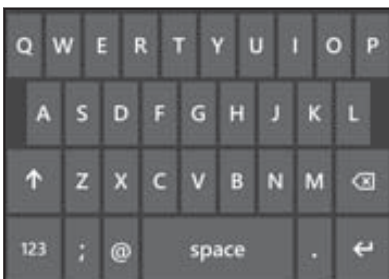 Q W E R T Y U I O P
A S D F G H J K L
↑ Z X C V B N M ⌫
123 ; @ space . ↵